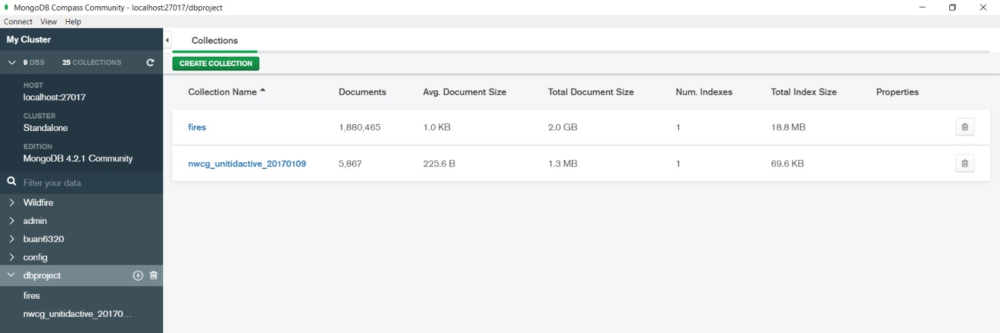 MongoDB Compass Community - localhost:27017/dbproject
Connect View Help
My Cluster
9 DBS 25 COLLECTIONS
HOST
localhost:27017
CLUSTER
Standalone
EDITION
MongoDB 4.2.1 Community
Filter your data
Wildfire
admin
buan6320
config
dbproject
fires
nwcg_unitidactive_20170...
Collections
CREATE COLLECTION
Collection Name Documents Avg. Document Size Total Document Size Num. Indexes Total Index Size Properties
fires 1,880,465 1.0 KB 2.0 GB 1 18.8 MB
nwcg_unitidactive_20170109 5,867 225.6 B 1.3 MB 1 69.6 KB